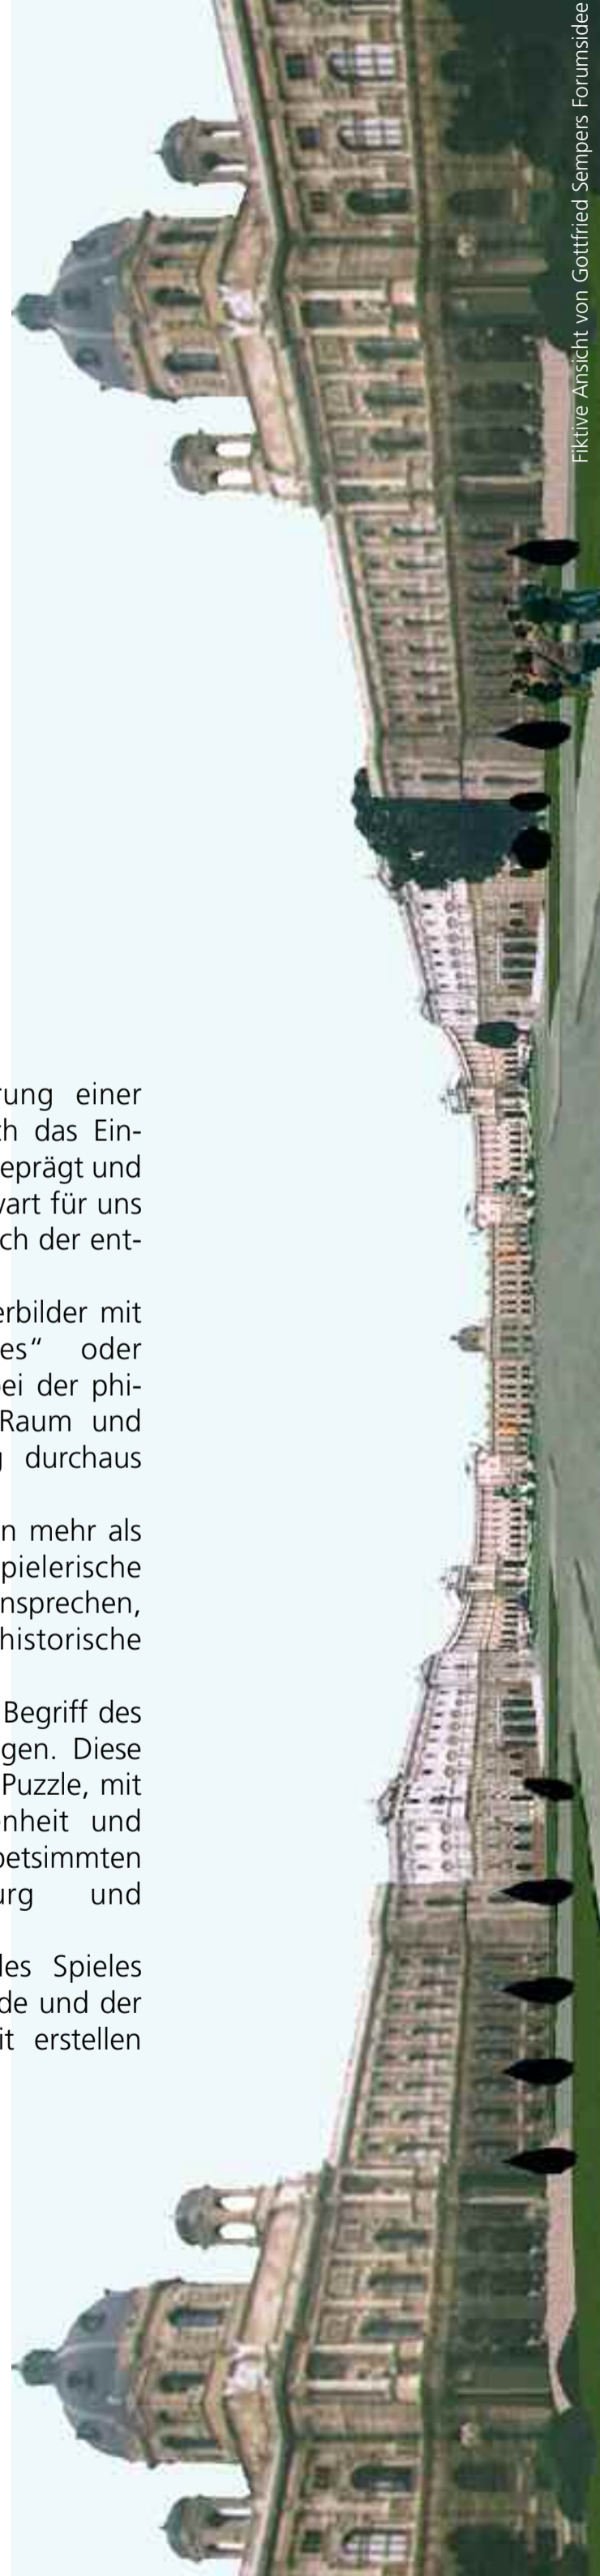 rung einer
ch das Ein-
eprägt und
wart für uns
ch der ent-
erbilder mit
es“ oder
ei der phi-
Raum und
g durchaus
n mehr als
pielerische
nsprechen,
historische
Begriff des
gen. Diese
Puzzle, mit
nheit und
betsimmten
urg und
des Spieles
de und der
it erstellen
Fiktive Ansicht von Gottfried Sempers Forumsidee